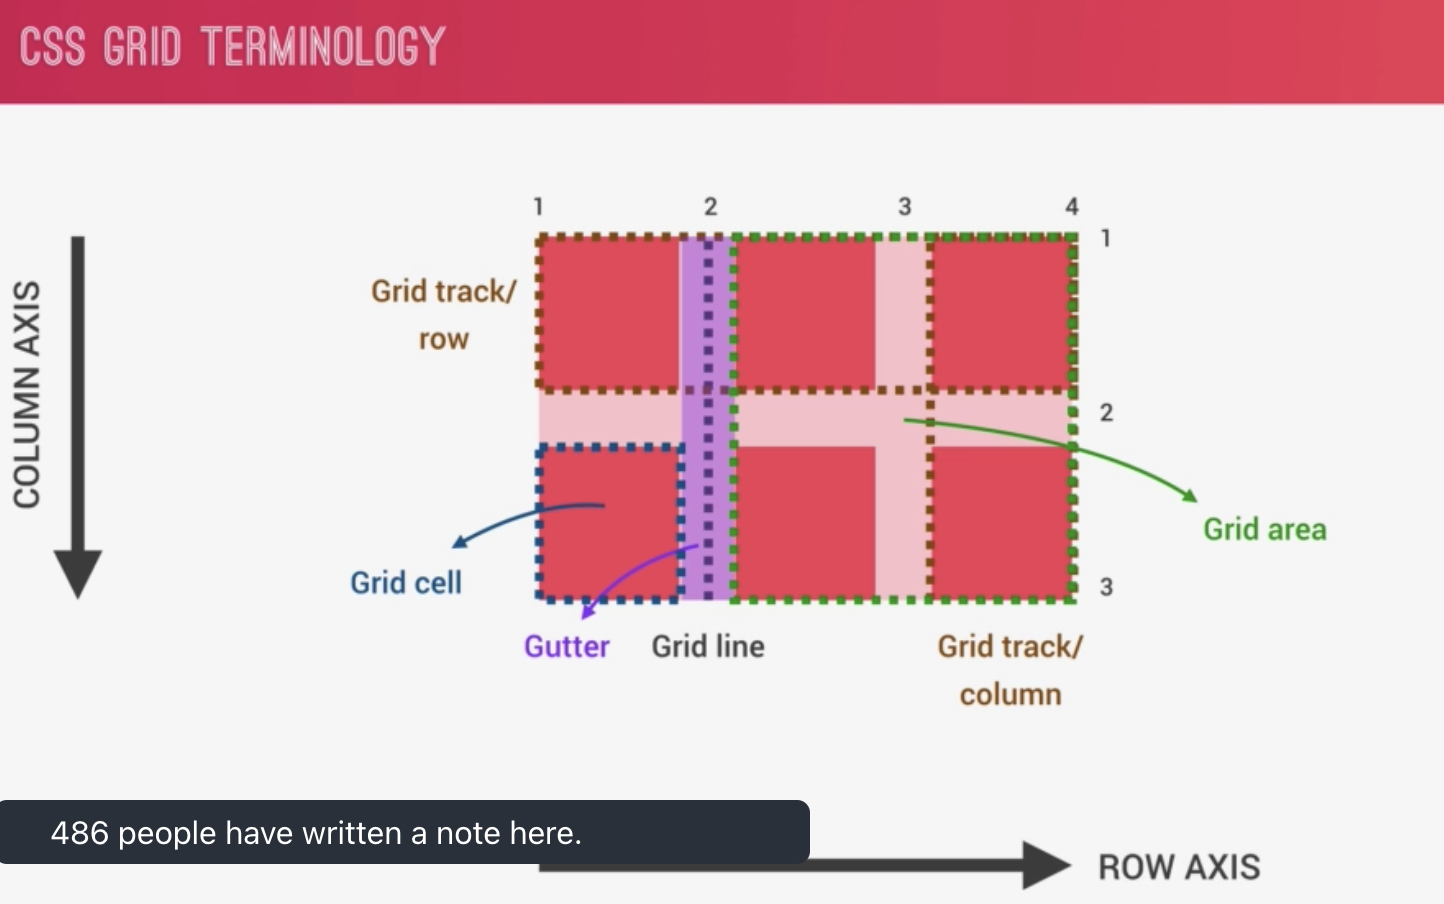 CSS GRID TERMINOLOGY
1 2 3 4
1
Grid track/
row
COLUMN AXIS
2
Grid area
Grid cell
3
Gutter
Grid line
Grid track/
column
486 people have written a note here.
ROW AXIS